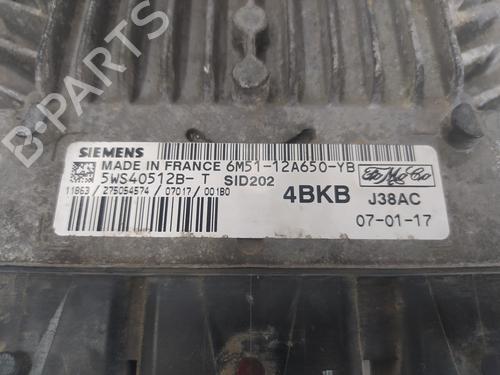 SIEMENS
MADE IN FRANCE 6M51-12A650-YB
5WS40512B- T SID202
11863 / 275054574 / 07017 / 001B0
4BKB
FoMoCo
J38AC
07-01-17
B-PARTS